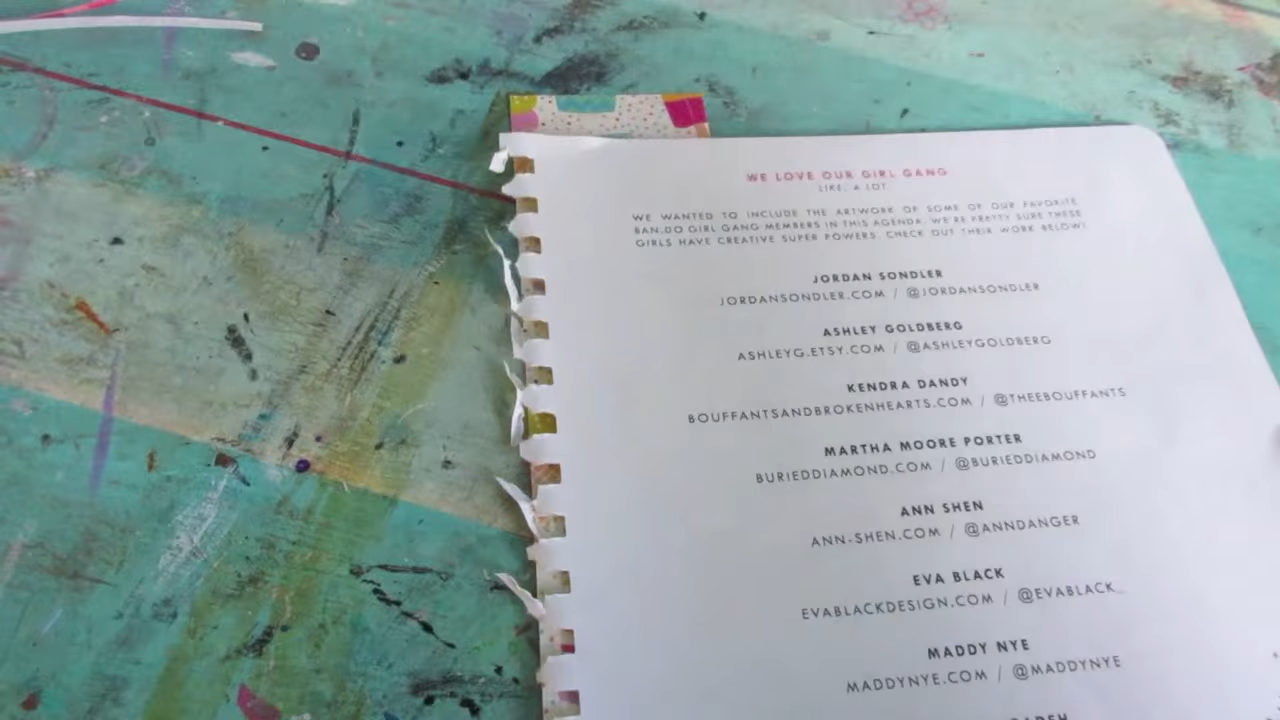 WE LOVE OUR GIRL GANG
LIKE, A LOT.
WE WANTED TO INCLUDE THE ARTWORK OF SOME OF OUR FAVORITE
BAN.DO GIRL GANG MEMBERS IN THIS AGENDA. WE'RE PRETTY SURE THESE
GIRLS HAVE CREATIVE SUPER POWERS. CHECK OUT THEIR WORK BELOW!
JORDAN SONDLER
JORDANSONDLER.COM / @JORDANSONDLER
ASHLEY GOLDBERG
ASHLEYG.ETSY.COM / @ASHLEYGOLDBERG
KENDRA DANDY
BOUFFANTSANDBROKENHEARTS.COM / @THEEBOUFFANTS
MARTHA MOORE PORTER
BURIEDDIAMOND.COM / @BURIEDDIAMOND
ANN SHEN
ANN-SHEN.COM / @ANNDANGER
EVA BLACK
EVABLACKDESIGN.COM / @EVABLACK_
MADDY NYE
MADDYNYE.COM / @MADDYNYE